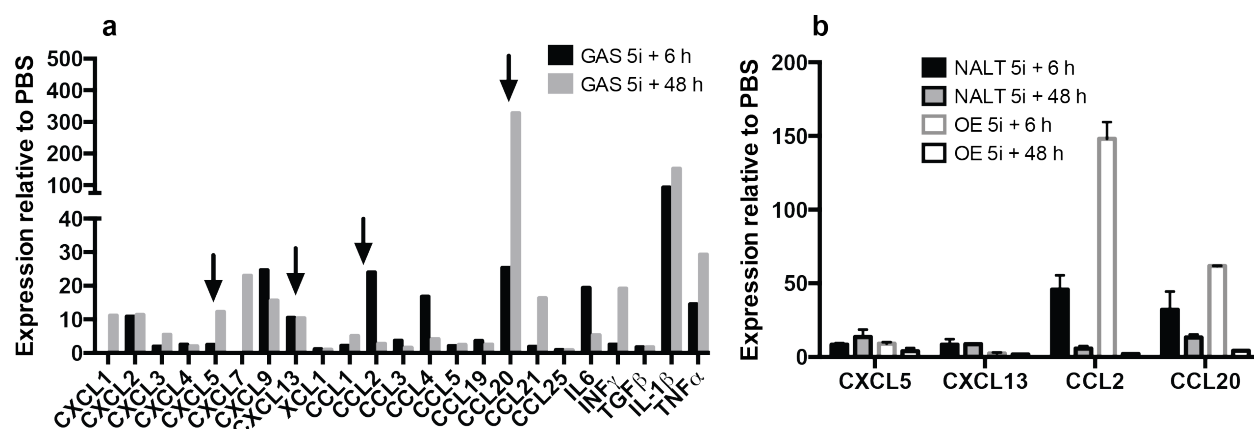 a
Expression relative to PBS
500
400
300
200
100
40
30
20
10
0
GAS 5i + 6 h
GAS 5i + 48 h
CXCL1
CXCL2
CXCL3
CXCL4
CXCL5
CXCL7
CXCL9
CXCL13
XCL1
CCL1
CCL2
CCL3
CCL4
CCL5
CCL19
CCL20
CCL21
CCL25
IL6
INFγ
TGFβ
IL-1β
TNFα
b
Expression relative to PBS
200
150
100
50
0
NALT 5i + 6 h
NALT 5i + 48 h
OE 5i + 6 h
OE 5i + 48 h
CXCL5
CXCL13
CCL2
CCL20